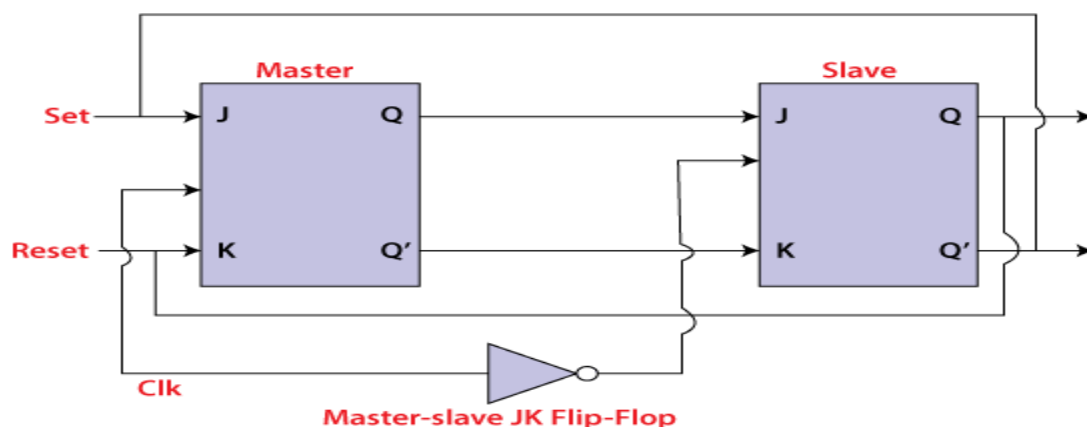 Master
Slave
Set
J
Q
J
Q
Reset
K
Q’
K
Q’
Clk
Master-slave JK Flip-Flop